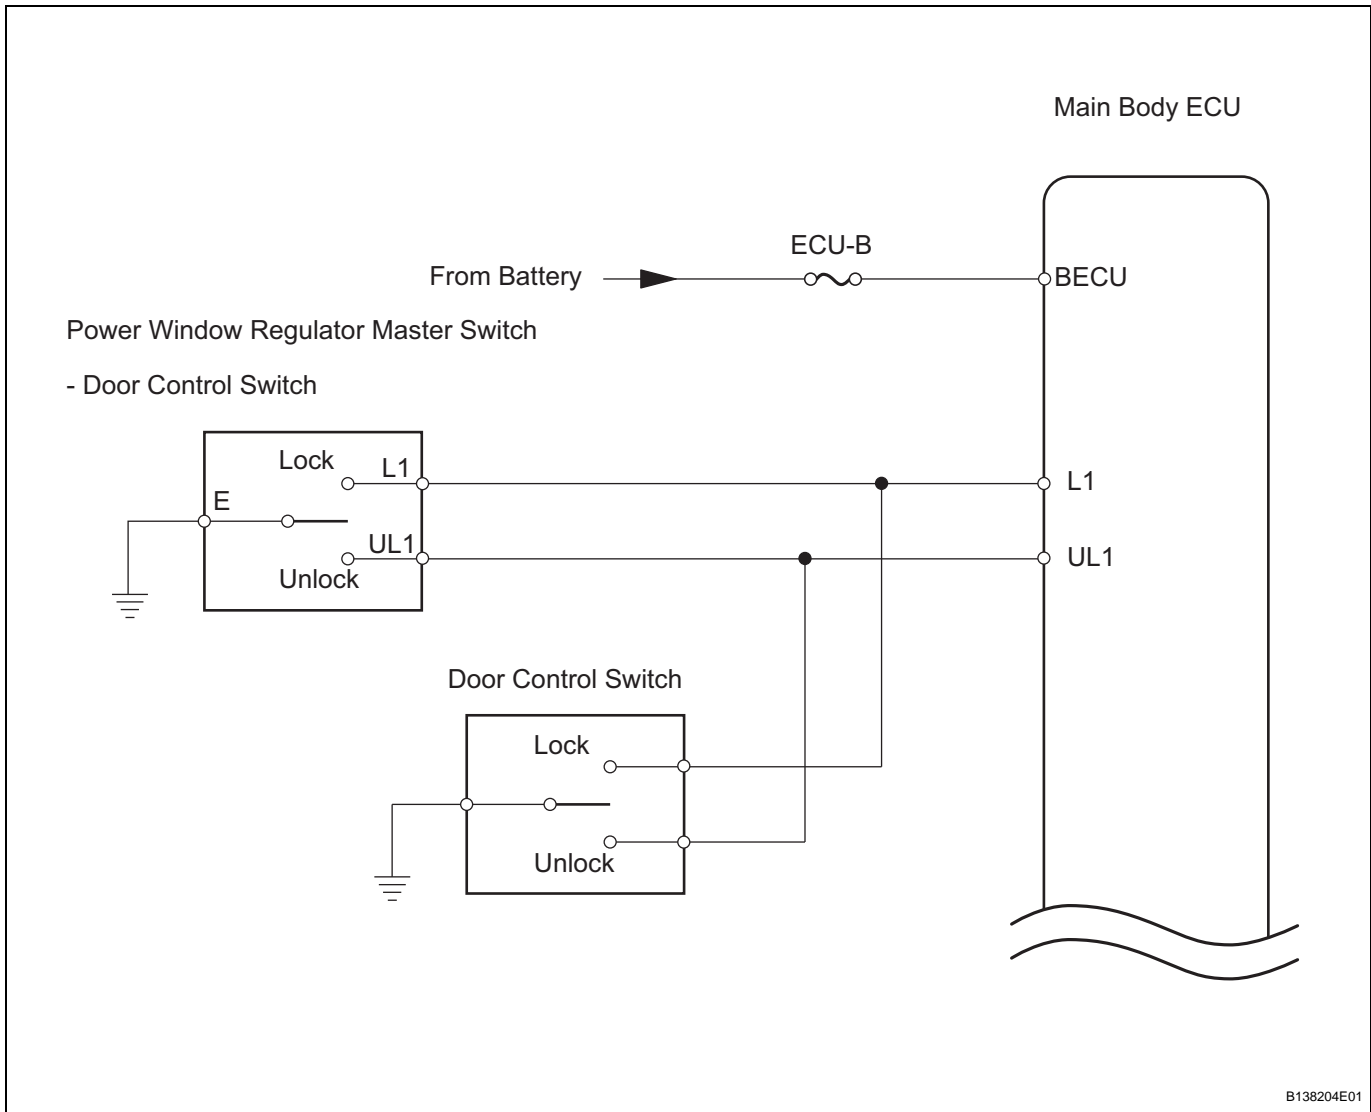 Main Body ECU
ECU-B
From Battery
BECU
Power Window Regulator Master Switch
- Door Control Switch
Lock
L1
L1
E
UL1
UL1
Unlock
Door Control Switch
Lock
Unlock
B138204E01